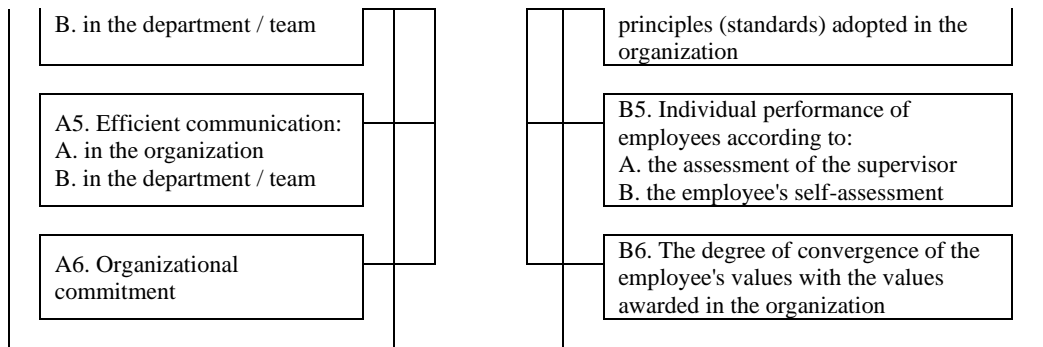 B. in the department / team
A5. Efficient communication:
A. in the organization
B. in the department / team
A6. Organizational
commitment
principles (standards) adopted in the
organization
B5. Individual performance of
employees according to:
A. the assessment of the supervisor
B. the employee's self-assessment
B6. The degree of convergence of the
employee's values with the values
awarded in the organization